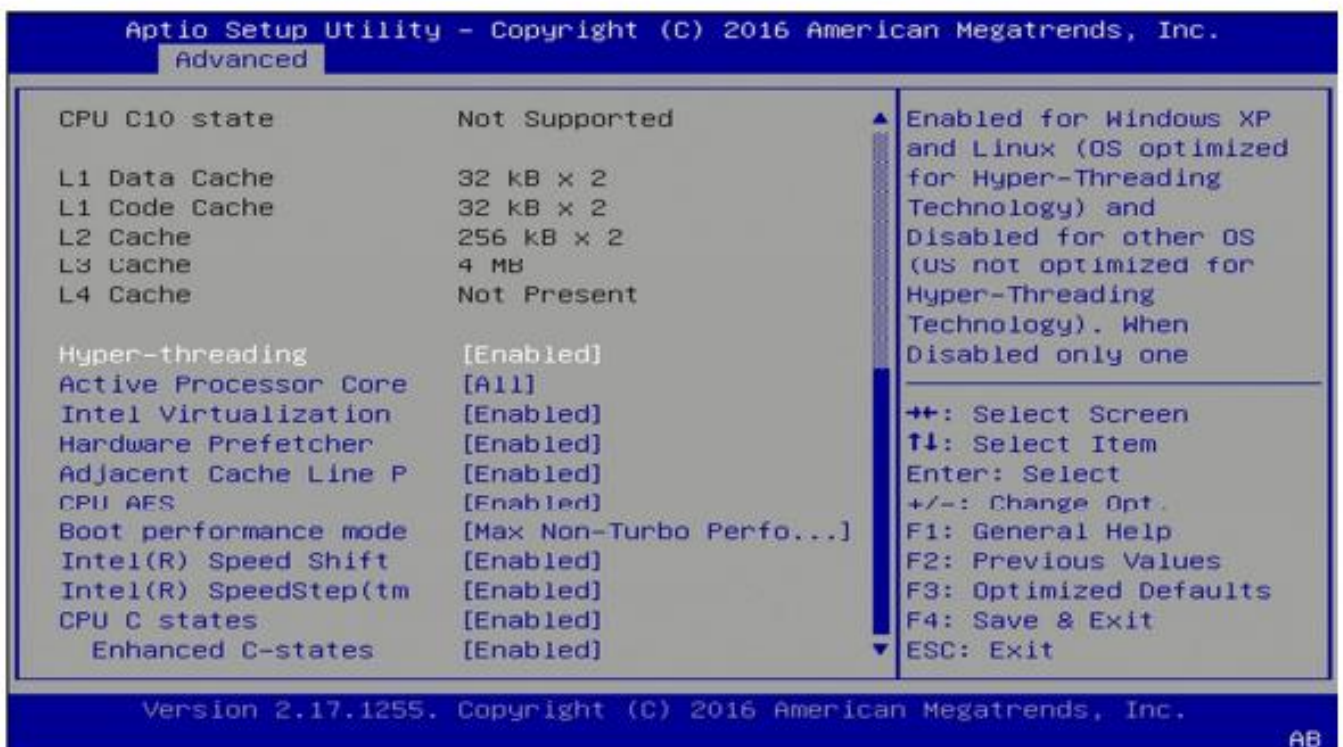 Aptio Setup Utility – Copyright (C) 2016 American Megatrends, Inc.
Advanced
CPU C10 state Not Supported
L1 Data Cache 32 kB x 2
L1 Code Cache 32 kB x 2
L2 Cache 256 kB x 2
L3 Cache 4 MB
L4 Cache Not Present
Hyper-threading [Enabled]
Active Processor Core [All]
Intel Virtualization [Enabled]
Hardware Prefetcher [Enabled]
Adjacent Cache Line P [Enabled]
CPU AES [Enabled]
Boot performance mode [Max Non-Turbo Perfo...]
Intel(R) Speed Shift [Enabled]
Intel(R) SpeedStep(tm [Enabled]
CPU C states [Enabled]
Enhanced C-states [Enabled]
Enabled for Windows XP
and Linux (OS optimized
for Hyper-Threading
Technology) and
Disabled for other OS
(OS not optimized for
Hyper-Threading
Technology). When
Disabled only one
→←: Select Screen
↑↓: Select Item
Enter: Select
+/-: Change Opt.
F1: General Help
F2: Previous Values
F3: Optimized Defaults
F4: Save & Exit
ESC: Exit
Version 2.17.1255. Copyright (C) 2016 American Megatrends, Inc.
AB